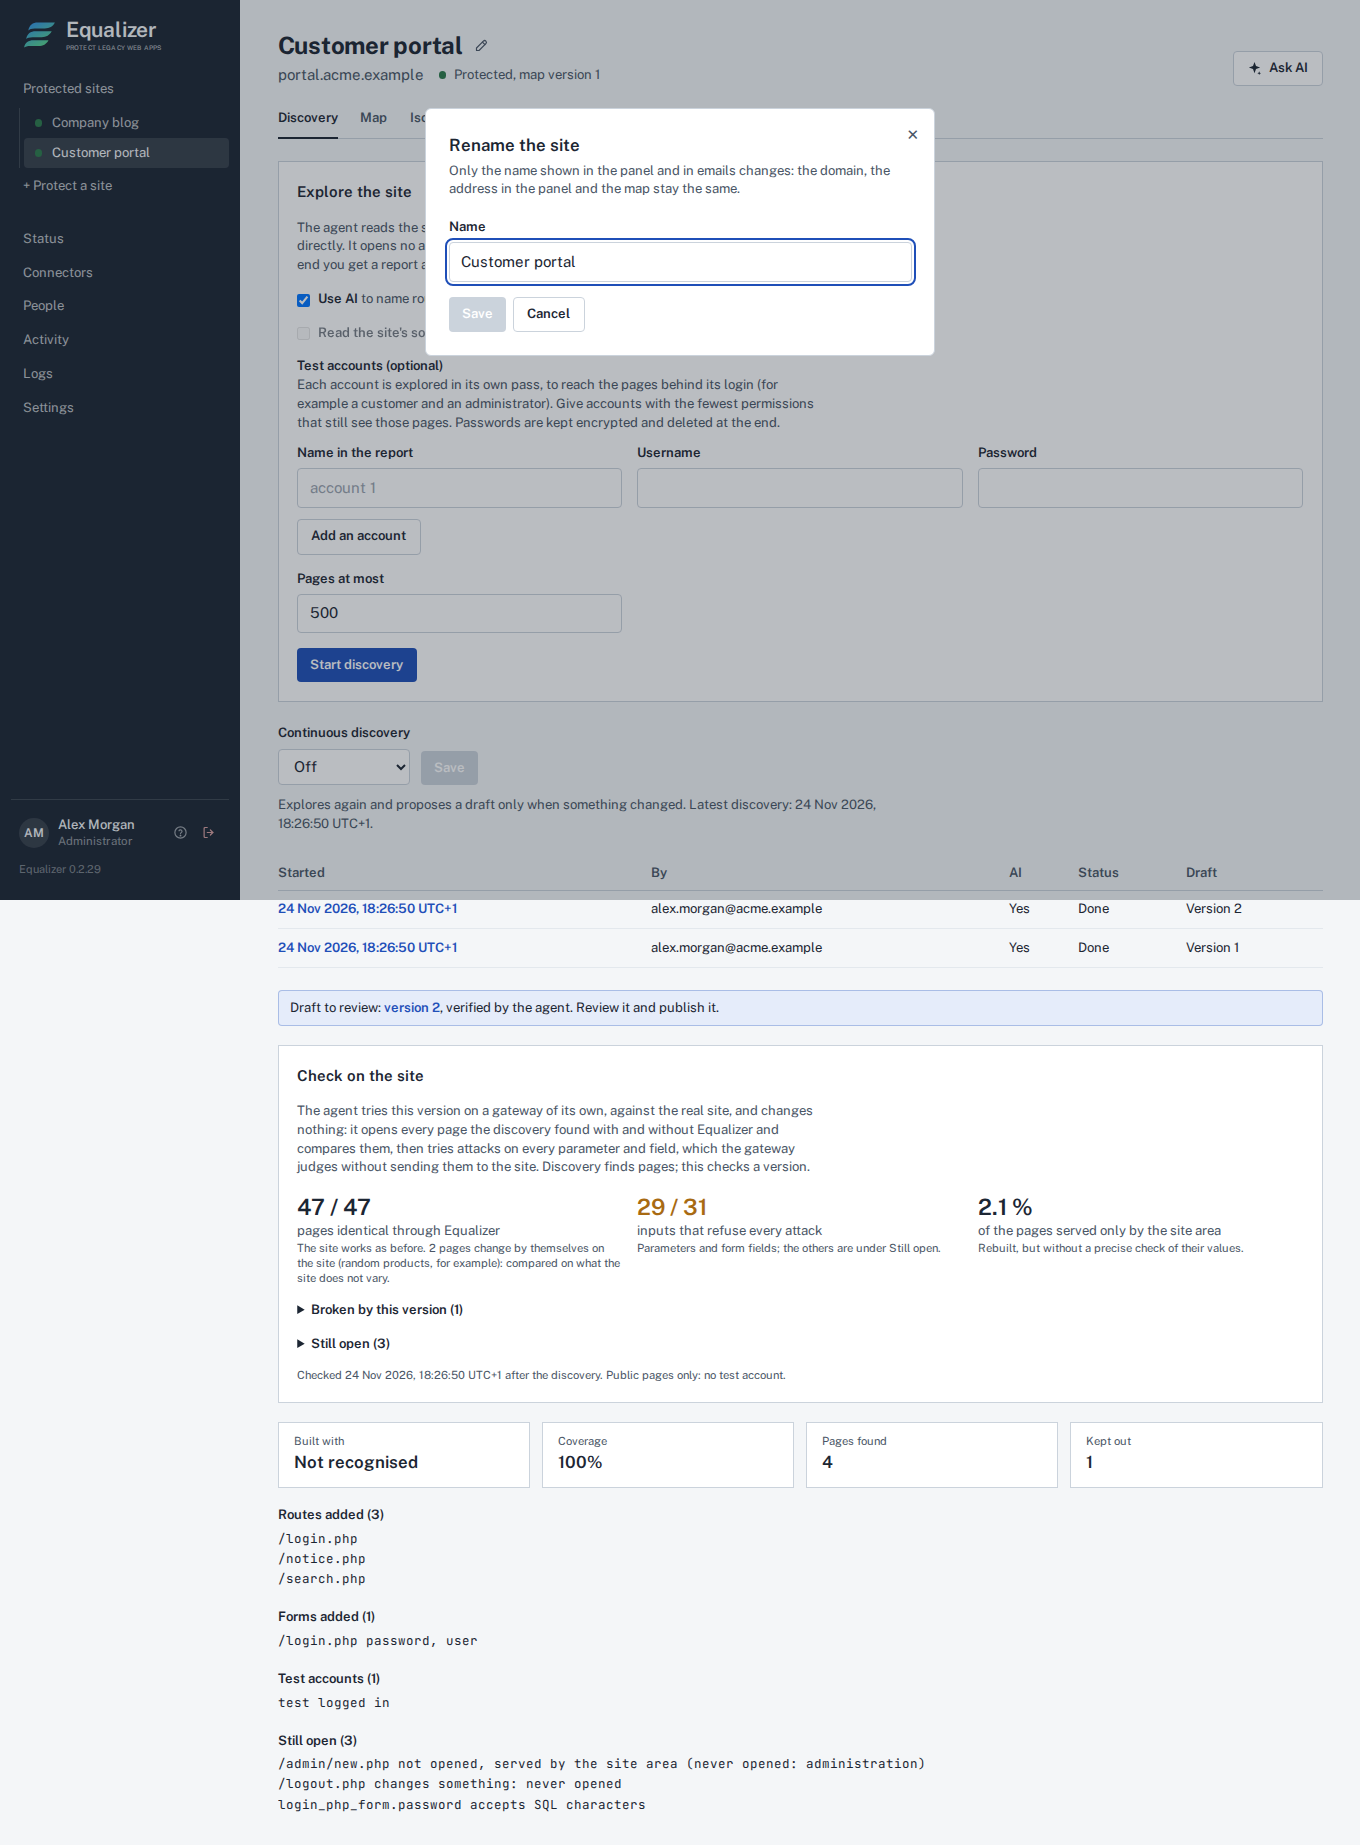 Equalizer
PROTECT LEGACY WEB APPS
Protected sites
Company blog
Customer portal
+ Protect a site
Status
Connectors
People
Activity
Logs
Settings
AM
Alex Morgan
Administrator
Equalizer 0.2.29
Customer portal
portal.acme.example
Protected, map version 1
Ask AI
Discovery
Map
Rename the site
Only the name shown in the panel and in emails changes: the domain, the
address in the panel and the map stay the same.
Name
Customer portal
Save
Cancel
Explore the site
The agent reads the
directly. It opens no
end you get a report
Use AI to name
Read the site's
Test accounts (optional)
Each account is explored in its own pass, to reach the pages behind its login (for
example a customer and an administrator). Give accounts with the fewest permissions
that still see those pages. Passwords are kept encrypted and deleted at the end.
Name in the report
Username
Password
account 1
Add an account
Pages at most
500
Start discovery
Continuous discovery
Off
Save
Explores again and proposes a draft only when something changed. Latest discovery: 24 Nov 2026,
18:26:50 UTC+1.
Started By AI Status Draft
24 Nov 2026, 18:26:50 UTC+1 alex.morgan@acme.example Yes Done Version 2
24 Nov 2026, 18:26:50 UTC+1 alex.morgan@acme.example Yes Done Version 1
Draft to review: version 2, verified by the agent. Review it and publish it.
Check on the site
The agent tries this version on a gateway of its own, against the real site, and changes
nothing: it opens every page the discovery found with and without Equalizer and
compares them, then tries attacks on every parameter and field, which the gateway
judges without sending them to the site. Discovery finds pages; this checks a version.
47 / 47
pages identical through Equalizer
The site works as before. 2 pages change by themselves on
the site (random products, for example): compared on what the
site does not vary.
29 / 31
inputs that refuse every attack
Parameters and form fields; the others are under Still open.
2.1 %
of the pages served only by the site area
Rebuilt, but without a precise check of their values.
Broken by this version (1)
Still open (3)
Checked 24 Nov 2026, 18:26:50 UTC+1 after the discovery. Public pages only: no test account.
Built with
Not recognised
Coverage
100%
Pages found
4
Kept out
1
Routes added (3)
/login.php
/notice.php
/search.php
Forms added (1)
/login.php password, user
Test accounts (1)
test logged in
Still open (3)
/admin/new.php not opened, served by the site area (never opened: administration)
/logout.php changes something: never opened
login_php_form.password accepts SQL characters